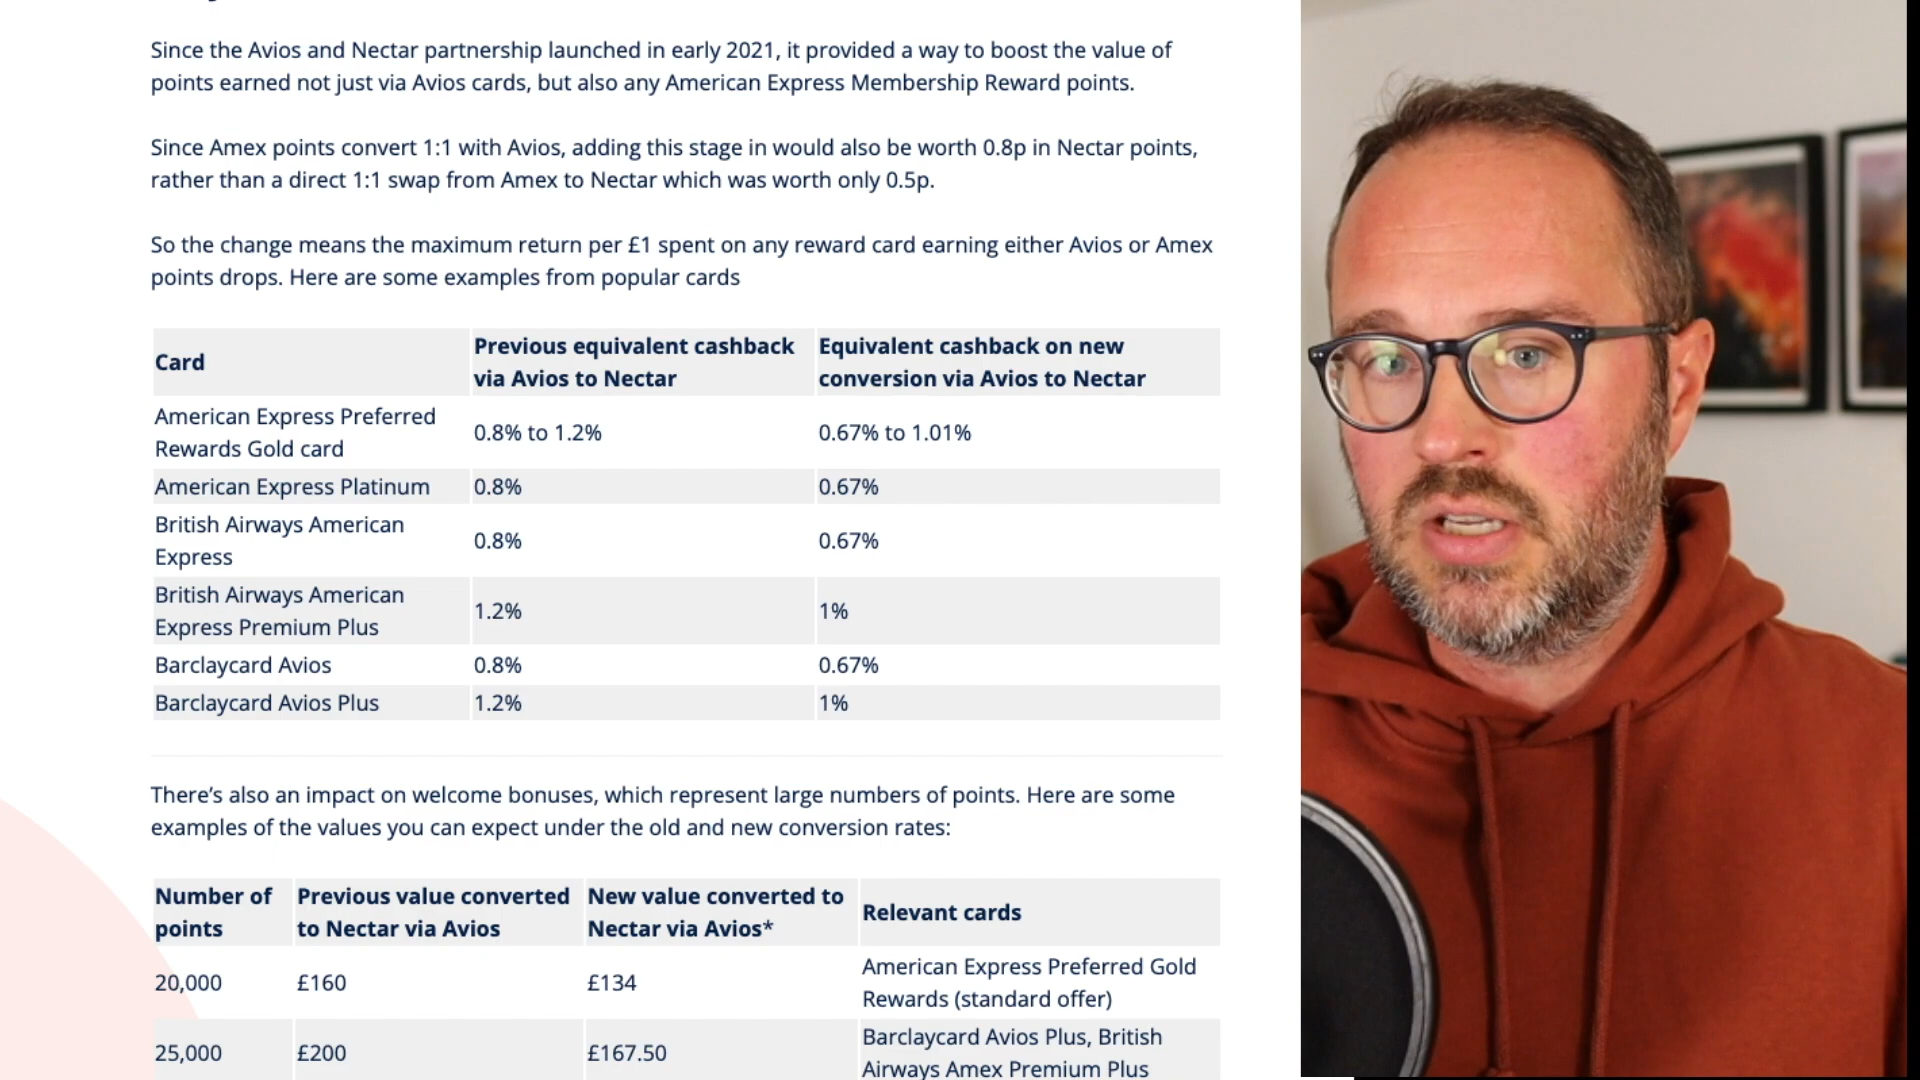 Since the Avios and Nectar partnership launched in early 2021, it provided a way to boost the value of
points earned not just via Avios cards, but also any American Express Membership Reward points.
Since Amex points convert 1:1 with Avios, adding this stage in would also be worth 0.8p in Nectar points,
rather than a direct 1:1 swap from Amex to Nectar which was worth only 0.5p.
So the change means the maximum return per £1 spent on any reward card earning either Avios or Amex
points drops. Here are some examples from popular cards
Card
Previous equivalent cashback
via Avios to Nectar
Equivalent cashback on new
conversion via Avios to Nectar
American Express Preferred
Rewards Gold card
0.8% to 1.2%
0.67% to 1.01%
American Express Platinum
0.8%
0.67%
British Airways American
Express
0.8%
0.67%
British Airways American
Express Premium Plus
1.2%
1%
Barclaycard Avios
0.8%
0.67%
Barclaycard Avios Plus
1.2%
1%
There's also an impact on welcome bonuses, which represent large numbers of points. Here are some
examples of the values you can expect under the old and new conversion rates:
Number of
points
Previous value converted
to Nectar via Avios
New value converted to
Nectar via Avios*
Relevant cards
20,000
£160
£134
American Express Preferred Gold
Rewards (standard offer)
25,000
£200
£167.50
Barclaycard Avios Plus, British
Airways Amex Premium Plus